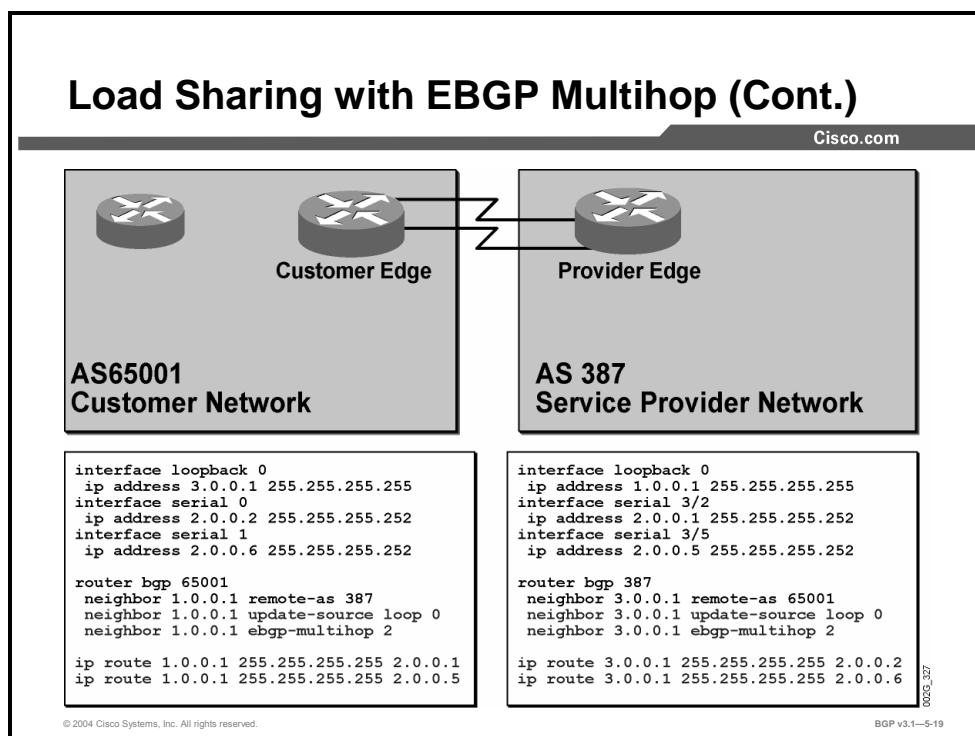 Load Sharing with EBGP Multihop (Cont.)
Cisco.com
Customer Edge
Provider Edge
AS65001
Customer Network
AS 387
Service Provider Network
interface loopback 0
ip address 3.0.0.1 255.255.255.255
interface serial 0
ip address 2.0.0.2 255.255.255.252
interface serial 1
ip address 2.0.0.6 255.255.255.252
router bgp 65001
neighbor 1.0.0.1 remote-as 387
neighbor 1.0.0.1 update-source loop 0
neighbor 1.0.0.1 ebgp-multihop 2
ip route 1.0.0.1 255.255.255.255 2.0.0.1
ip route 1.0.0.1 255.255.255.255 2.0.0.5
interface loopback 0
ip address 1.0.0.1 255.255.255.255
interface serial 3/2
ip address 2.0.0.1 255.255.255.252
interface serial 3/5
ip address 2.0.0.5 255.255.255.252
router bgp 387
neighbor 3.0.0.1 remote-as 65001
neighbor 3.0.0.1 update-source loop 0
neighbor 3.0.0.1 ebgp-multihop 2
ip route 3.0.0.1 255.255.255.255 2.0.0.2
ip route 3.0.0.1 255.255.255.255 2.0.0.6
002G_327
© 2004 Cisco Systems, Inc. All rights reserved.
BGP v3.1—5-19